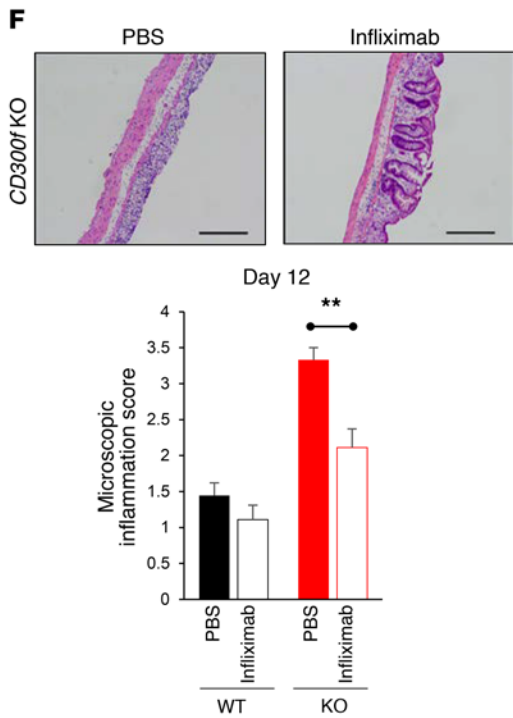 F
PBS
Infliximab
CD300f KO
Day 12
**
Microscopic
inflammation score
4
3.5
3
2.5
2
1.5
1
0.5
0
PBS
Infliximab
PBS
Infliximab
WT
KO